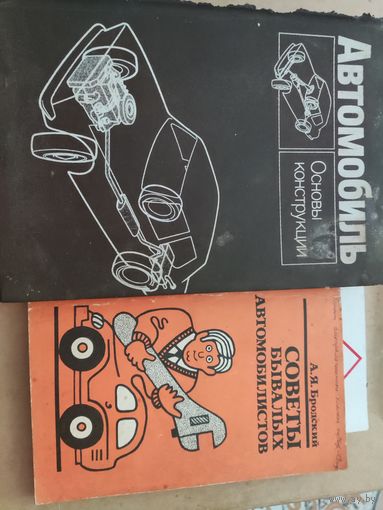 АВТОМОБИЛЬ
Основы
конструкции
А.Я.Бродский
СОВЕТЫ
БЫВАЛЫХ
АВТОМОБИЛИСТОВ